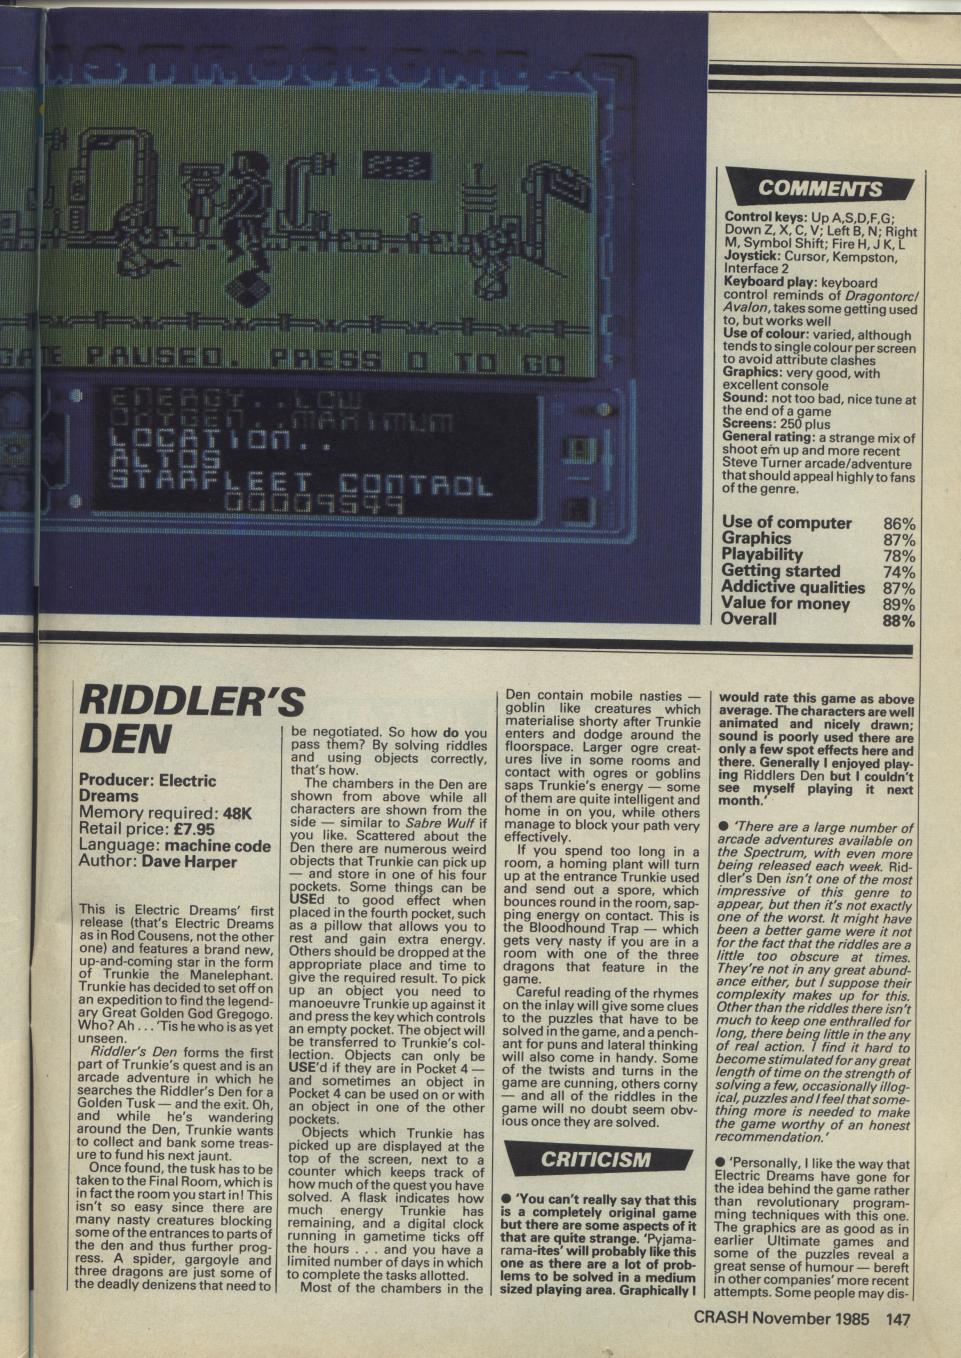 ASTROCLONE
GAME PAUSED. PRESS O TO GO
ENERGY..LOW
OXYGEN..MAXIMUM
LOCATION..
ALTOS
STARFLEET CONTROL
00009549
COMMENTS
Control keys: Up A,S,D,F,G;
Down Z, X, C, V; Left B, N; Right
M, Symbol Shift; Fire H, J K, L
Joystick: Cursor, Kempston,
Interface 2
Keyboard play: keyboard
control reminds of Dragontorc/
Avalon, takes some getting used
to, but works well
Use of colour: varied, although
tends to single colour per screen
to avoid attribute clashes
Graphics: very good, with
excellent console
Sound: not too bad, nice tune at
the end of a game
Screens: 250 plus
General rating: a strange mix of
shoot em up and more recent
Steve Turner arcade/adventure
that should appeal highly to fans
of the genre.
Use of computer 86%
Graphics 87%
Playability 78%
Getting started 74%
Addictive qualities 87%
Value for money 89%
Overall 88%
RIDDLER'S
DEN
Producer: Electric
Dreams
Memory required: 48K
Retail price: £7.95
Language: machine code
Author: Dave Harper
This is Electric Dreams' first
release (that's Electric Dreams
as in Rod Cousens, not the other
one) and features a brand new,
up-and-coming star in the form
of Trunkie the Manelephant.
Trunkie has decided to set off on
an expedition to find the legend-
ary Great Golden God Gregogo.
Who? Ah . . . 'Tis he who is as yet
unseen.
Riddler's Den forms the first
part of Trunkie's quest and is an
arcade adventure in which he
searches the Riddler's Den for a
Golden Tusk — and the exit. Oh,
and while he's wandering
around the Den, Trunkie wants
to collect and bank some treas-
ure to fund his next jaunt.
Once found, the tusk has to be
taken to the Final Room, which is
in fact the room you start in! This
isn't so easy since there are
many nasty creatures blocking
some of the entrances to parts of
the den and thus further prog-
ress. A spider, gargoyle and
three dragons are just some of
the deadly denizens that need to
be negotiated. So how do you
pass them? By solving riddles
and using objects correctly,
that's how.
The chambers in the Den are
shown from above while all
characters are shown from the
side — similar to Sabre Wulf if
you like. Scattered about the
Den there are numerous weird
objects that Trunkie can pick up
— and store in one of his four
pockets. Some things can be
USEd to good effect when
placed in the fourth pocket, such
as a pillow that allows you to
rest and gain extra energy.
Others should be dropped at the
appropriate place and time to
give the required result. To pick
up an object you need to
manoeuvre Trunkie up against it
and press the key which controls
an empty pocket. The object will
be transferred to Trunkie's col-
lection. Objects can only be
USE'd if they are in Pocket 4 —
and sometimes an object in
Pocket 4 can be used on or with
an object in one of the other
pockets.
Objects which Trunkie has
picked up are displayed at the
top of the screen, next to a
counter which keeps track of
how much of the quest you have
solved. A flask indicates how
much energy Trunkie has
remaining, and a digital clock
running in gametime ticks off
the hours . . . and you have a
limited number of days in which
to complete the tasks allotted.
Most of the chambers in the
Den contain mobile nasties —
goblin like creatures which
materialise shorty after Trunkie
enters and dodge around the
floorspace. Larger ogre creat-
ures live in some rooms and
contact with ogres or goblins
saps Trunkie's energy — some
of them are quite intelligent and
home in on you, while others
manage to block your path very
effectively.
If you spend too long in a
room, a homing plant will turn
up at the entrance Trunkie used
and send out a spore, which
bounces round in the room, sap-
ping energy on contact. This is
the Bloodhound Trap — which
gets very nasty if you are in a
room with one of the three
dragons that feature in the
game.
Careful reading of the rhymes
on the inlay will give some clues
to the puzzles that have to be
solved in the game, and a pench-
ant for puns and lateral thinking
will also come in handy. Some
of the twists and turns in the
game are cunning, others corny
— and all of the riddles in the
game will no doubt seem obv-
ious once they are solved.
CRITICISM
● 'You can't really say that this
is a completely original game
but there are some aspects of it
that are quite strange. 'Pyjama-
rama-ites' will probably like this
one as there are a lot of prob-
lems to be solved in a medium
sized playing area. Graphically I
would rate this game as above
average. The characters are well
animated and nicely drawn;
sound is poorly used there are
only a few spot effects here and
there. Generally I enjoyed play-
ing Riddlers Den but I couldn't
see myself playing it next
month.'
● 'There are a large number of
arcade adventures available on
the Spectrum, with even more
being released each week. Rid-
dler's Den isn't one of the most
impressive of this genre to
appear, but then it's not exactly
one of the worst. It might have
been a better game were it not
for the fact that the riddles are a
little too obscure at times.
They're not in any great abund-
ance either, but I suppose their
complexity makes up for this.
Other than the riddles there isn't
much to keep one enthralled for
long, there being little in the any
of real action. I find it hard to
become stimulated for any great
length of time on the strength of
solving a few, occasionally illog-
ical, puzzles and I feel that some-
thing more is needed to make
the game worthy of an honest
recommendation.'
● 'Personally, I like the way that
Electric Dreams have gone for
the idea behind the game rather
than revolutionary program-
ming techniques with this one.
The graphics are as good as in
earlier Ultimate games and
some of the puzzles reveal a
great sense of humour — bereft
in other companies' more recent
attempts. Some people may dis-
CRASH November 1985 147